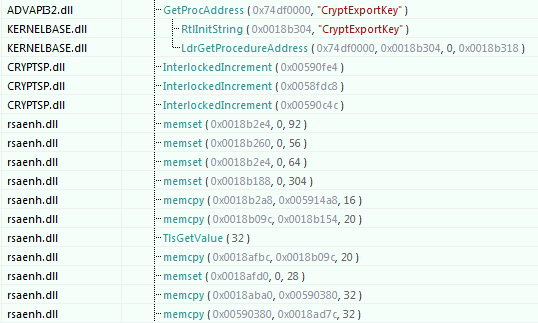 ADVAPI32.dll GetProcAddress ( 0x74df0000, "CryptExportKey" )
KERNELBASE.dll RtlInitString ( 0x0018b304, "CryptExportKey" )
KERNELBASE.dll LdrGetProcedureAddress ( 0x74df0000, 0x0018b304, 0, 0x0018b318 )
CRYPTSP.dll InterlockedIncrement ( 0x00590fe4 )
CRYPTSP.dll InterlockedIncrement ( 0x0058fdc8 )
CRYPTSP.dll InterlockedIncrement ( 0x00590c4c )
rsaenh.dll memset ( 0x0018b2e4, 0, 92 )
rsaenh.dll memset ( 0x0018b260, 0, 56 )
rsaenh.dll memset ( 0x0018b2e4, 0, 64 )
rsaenh.dll memset ( 0x0018b188, 0, 304 )
rsaenh.dll memcpy ( 0x0018b2a8, 0x005914a8, 16 )
rsaenh.dll memcpy ( 0x0018b09c, 0x0018b154, 20 )
rsaenh.dll TlsGetValue ( 32 )
rsaenh.dll memcpy ( 0x0018afbc, 0x0018b09c, 20 )
rsaenh.dll memset ( 0x0018afd0, 0, 28 )
rsaenh.dll memcpy ( 0x0018aba0, 0x00590380, 32 )
rsaenh.dll memcpy ( 0x00590380, 0x0018ad7c, 32 )